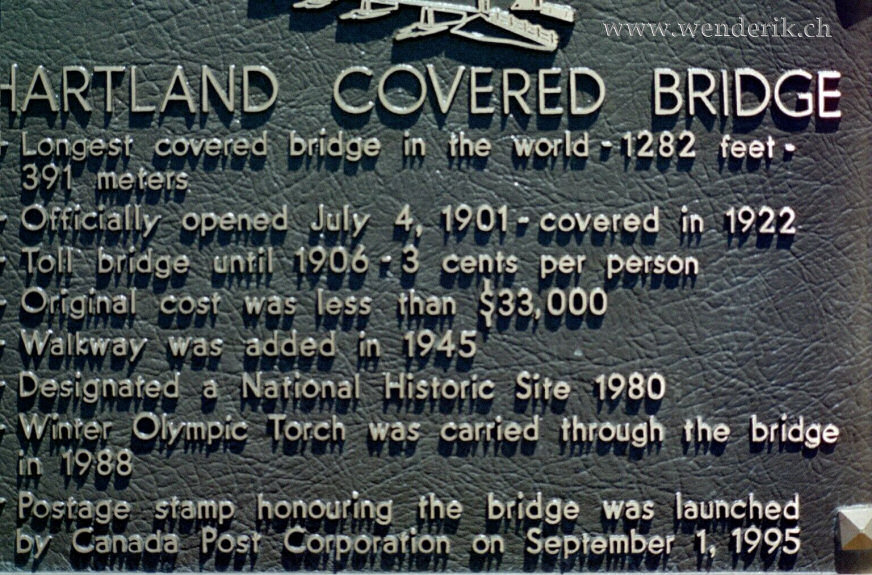 www.wenderik.ch
HARTLAND COVERED BRIDGE
- Longest covered bridge in the world - 1282 feet -
391 meters
- Officially opened July 4, 1901 - covered in 1922
- Toll bridge until 1906 - 3 cents per person
- Original cost was less than $33,000
- Walkway was added in 1945
- Designated a National Historic Site 1980
- Winter Olympic Torch was carried through the bridge
in 1988
- Postage stamp honouring the bridge was launched
by Canada Post Corporation on September 1, 1995